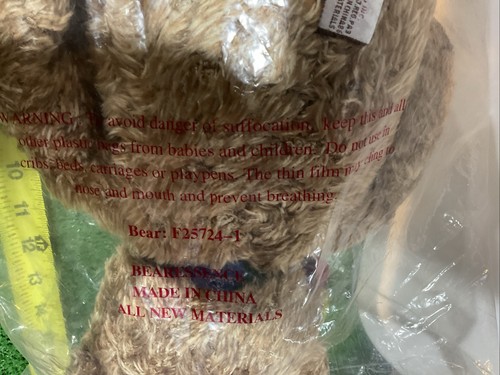 WARNING: To avoid danger of suffocation, keep this and all
other plastic bags from babies and children. Do not use in
cribs, beds, carriages or playpens. The thin film may cling to
nose and mouth and prevent breathing.
Bear: F25724-1
BEARESSENCE
MADE IN CHINA
ALL NEW MATERIALS
10
11
12
13
14